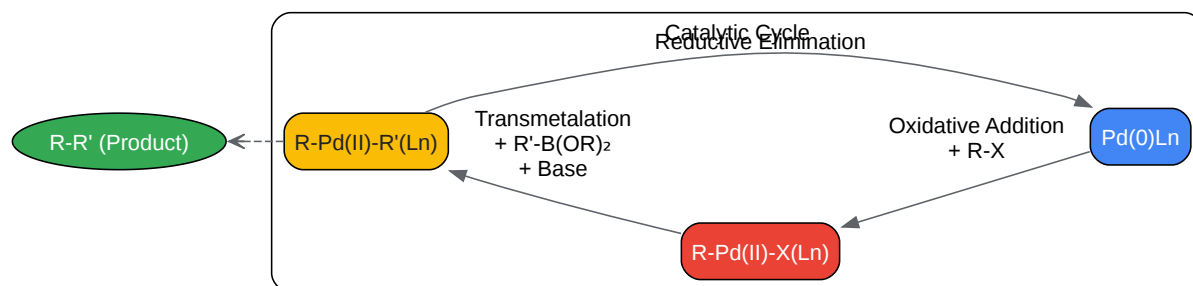 Catalytic Cycle
Reductive Elimination
R-R' (Product)
R-Pd(II)-R'(Ln)
Transmetalation
+ R'-B(OR)₂
+ Base
Oxidative Addition
+ R-X
Pd(0)Ln
R-Pd(II)-X(Ln)